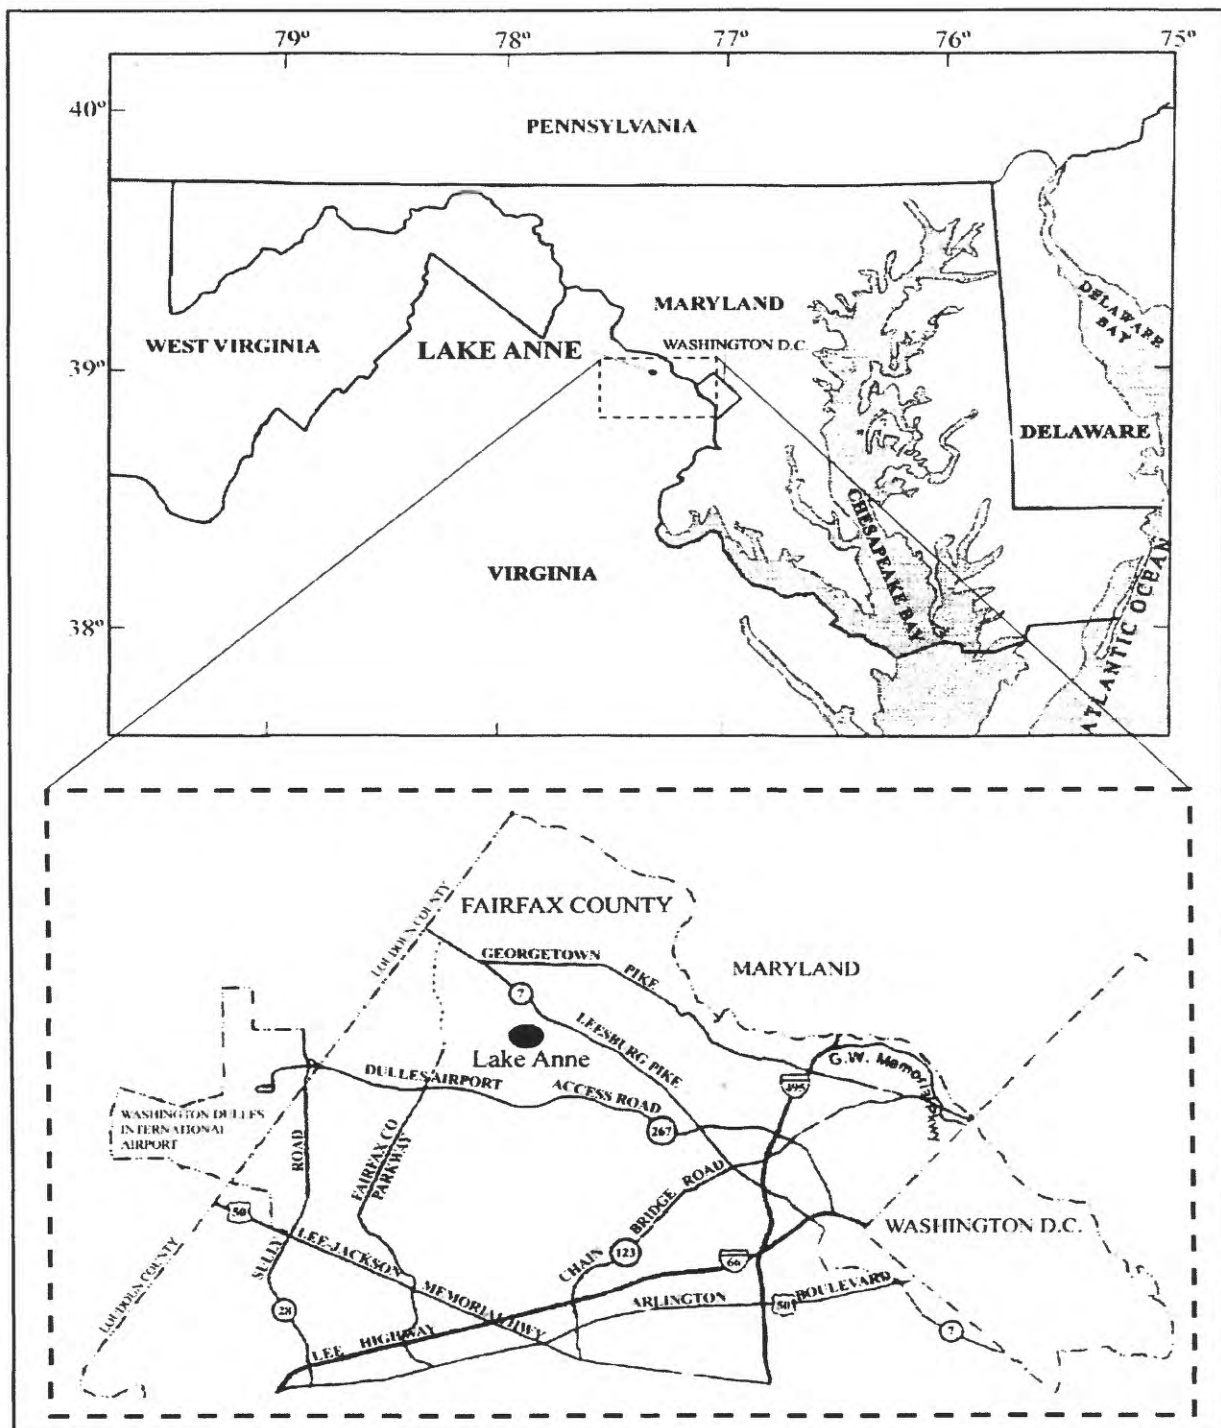 79° 78° 77° 76° 75°
40°
PENNSYLVANIA
MARYLAND
DELAWARE BAY
WEST VIRGINIA
LAKE ANNE
WASHINGTON D.C.
39°
DELAWARE
CHESAPEAKE BAY
VIRGINIA
ATLANTIC OCEAN
38°
LOUDOUN COUNTY
FAIRFAX COUNTY
GEORGETOWN PIKE
MARYLAND
7
LEESBURG PIKE
Lake Anne
G.W. Memorial Pkwy
495
DULLES AIRPORT ACCESS ROAD
WASHINGTON DULLES
INTERNATIONAL
AIRPORT
267
ROAD
FAIRFAX CO
PARKWAY
CHAIN BRIDGE ROAD
50
WASHINGTON D.C.
SULLY
LEE-JACKSON MEMORIAL HWY
123
66
LOUDOUN COUNTY
ARLINGTON BOULEVARD
50
28
7
LEE HIGHWAY